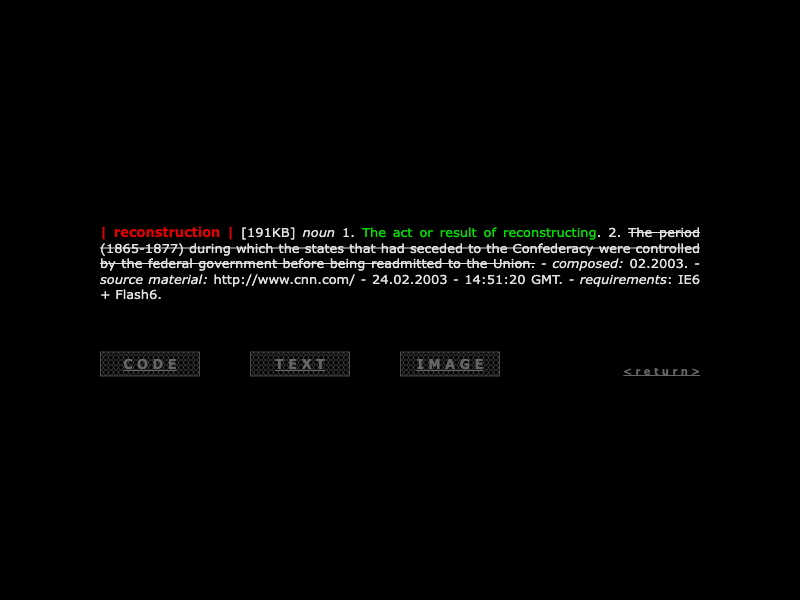 | reconstruction | [191KB] noun 1. The act or result of reconstructing. 2. The period
(1865-1877) during which the states that had seceded to the Confederacy were controlled
by the federal government before being readmitted to the Union. - composed: 02.2003. -
source material: http://www.cnn.com/ - 24.02.2003 - 14:51:20 GMT. - requirements: IE6
+ Flash6.
CODE TEXT IMAGE <return>